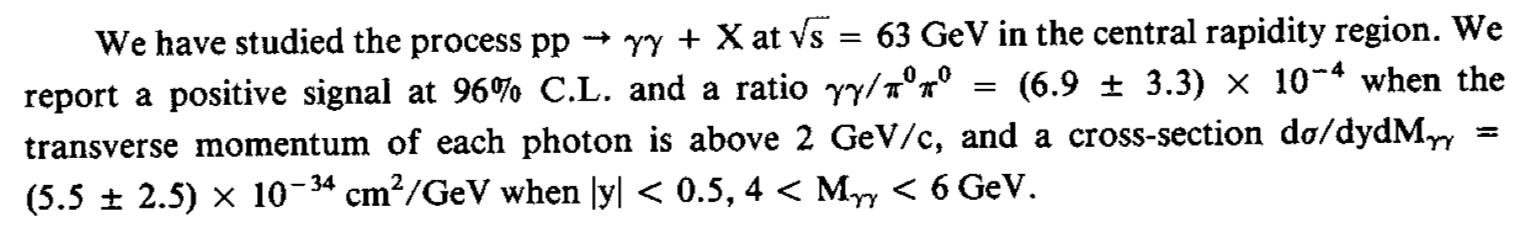 We have studied the process pp → γγ + X at √s = 63 GeV in the central rapidity region. We
report a positive signal at 96% C.L. and a ratio γγ/π⁰π⁰ = (6.9 ± 3.3) × 10⁻⁴ when the
transverse momentum of each photon is above 2 GeV/c, and a cross-section dσ/dydMγγ =
(5.5 ± 2.5) × 10⁻³⁴ cm²/GeV when |y| < 0.5, 4 < Mγγ < 6 GeV.